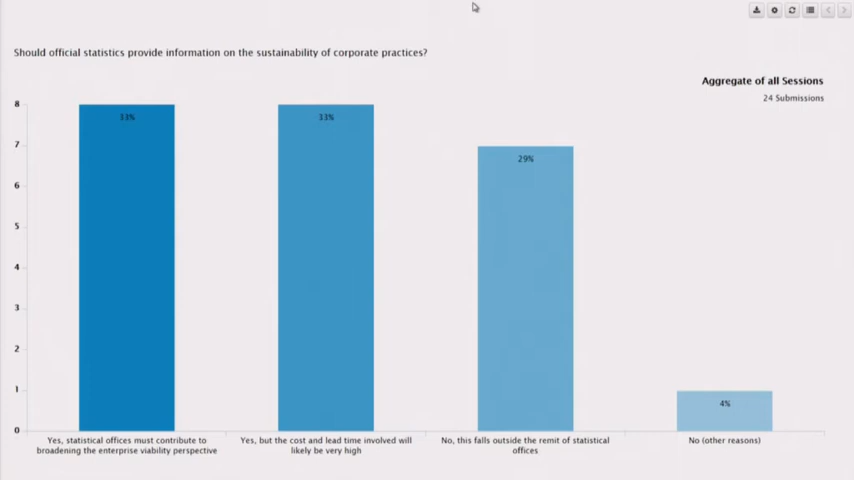 Should official statistics provide information on the sustainability of corporate practices?
Aggregate of all Sessions
24 Submissions
8
7
6
5
4
3
2
1
0
33%
33%
29%
4%
Yes, statistical offices must contribute to
broadening the enterprise viability perspective
Yes, but the cost and lead time involved will
likely be very high
No, this falls outside the remit of statistical
offices
No (other reasons)